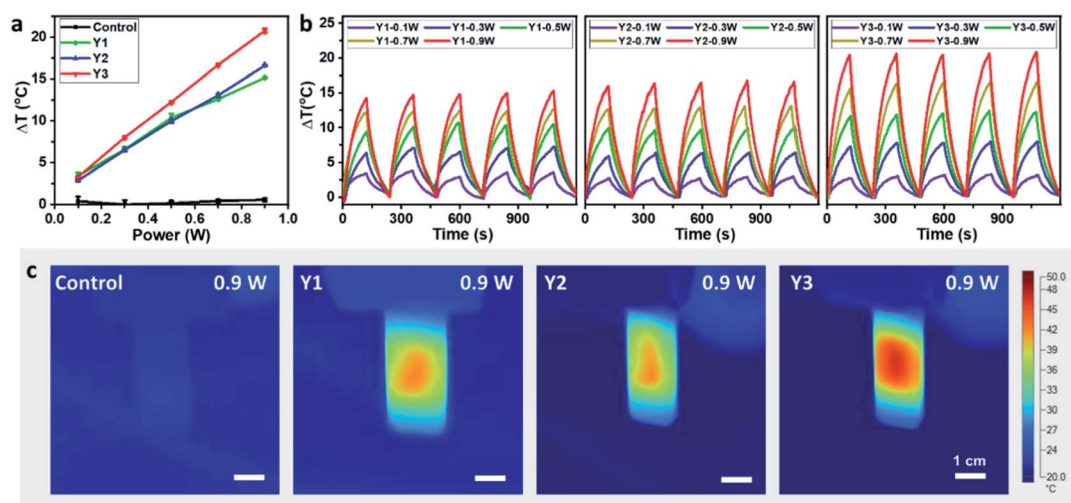 a
Control
Y1
Y2
Y3
ΔT (°C)
20
15
10
5
0
0.0 0.2 0.4 0.6 0.8 1.0
Power (W)
b
Y1-0.1W Y1-0.3W Y1-0.5W
Y1-0.7W Y1-0.9W
Y2-0.1W Y2-0.3W Y2-0.5W
Y2-0.7W Y2-0.9W
Y3-0.1W Y3-0.3W Y3-0.5W
Y3-0.7W Y3-0.9W
ΔT(°C)
25
20
15
10
5
0
0 300 600 900
0 300 600 900
0 300 600 900
Time (s)
Time (s)
Time (s)
c
Control 0.9 W
Y1 0.9 W
Y2 0.9 W
Y3 0.9 W
1 cm
50.0
48
45
42
39
36
33
30
27
24
20.0
°C